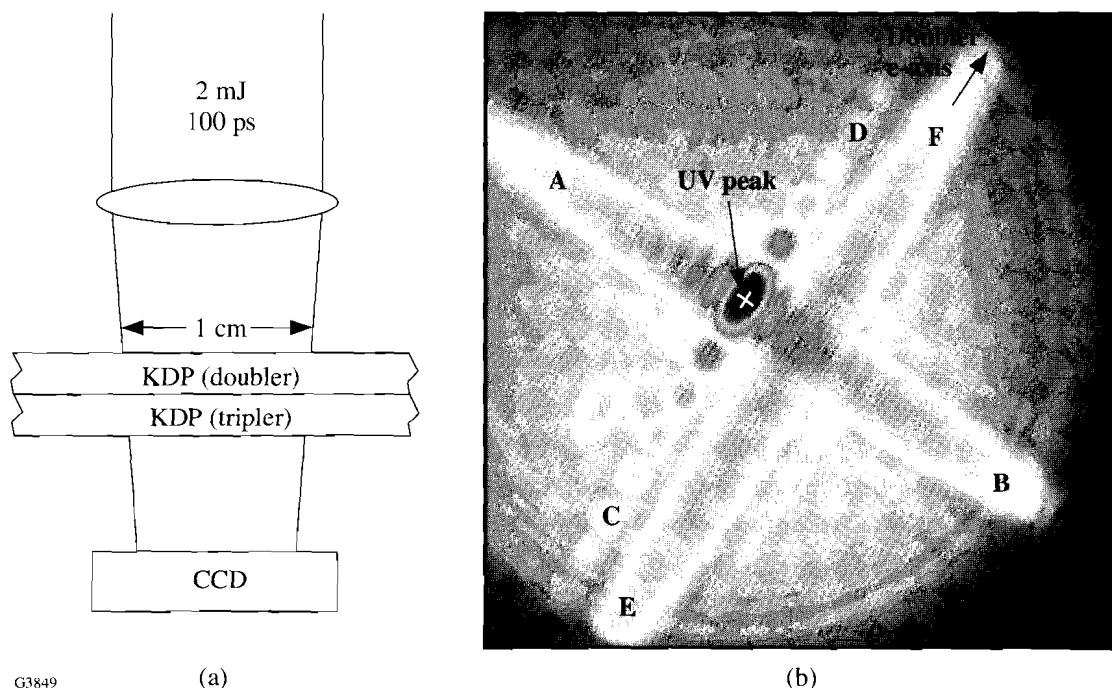 2 mJ
100 ps
1 cm
KDP (doubler)
KDP (tripler)
CCD
G3849
(a)
Doubler
c-axis
D
F
A
UV peak
B
C
E
(b)